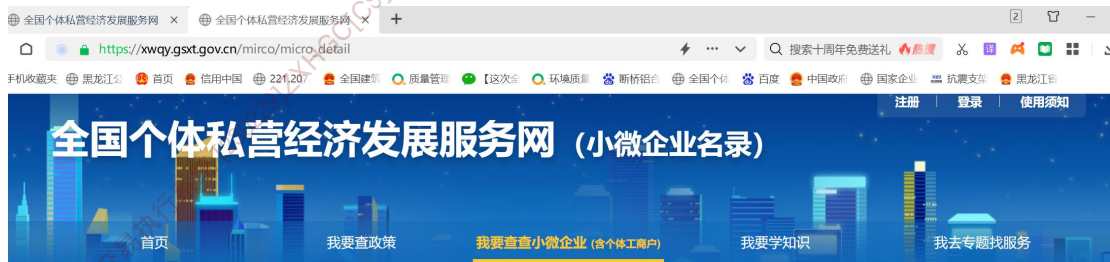 全国个体私营经济发展服务网 × 全国个体私营经济发展服务网 × + 2
https://xwqy.gsxt.gov.cn/mirco/micro_detail 搜索十周年免费送礼 热搜
手机收藏夹 黑龙江公 首页 信用中国 221.207 全国建筑 质量管理 【这次全 环境质量 断桥铝合 全国个体 百度 中国政府 国家企业 抗震支架 黑龙江省
注册 登录 使用须知
全国个体私营经济发展服务网 (小微企业名录)
首页 我要查政策 我要查查小微企业 (含个体工商户) 我要学知识 我去专题找服务